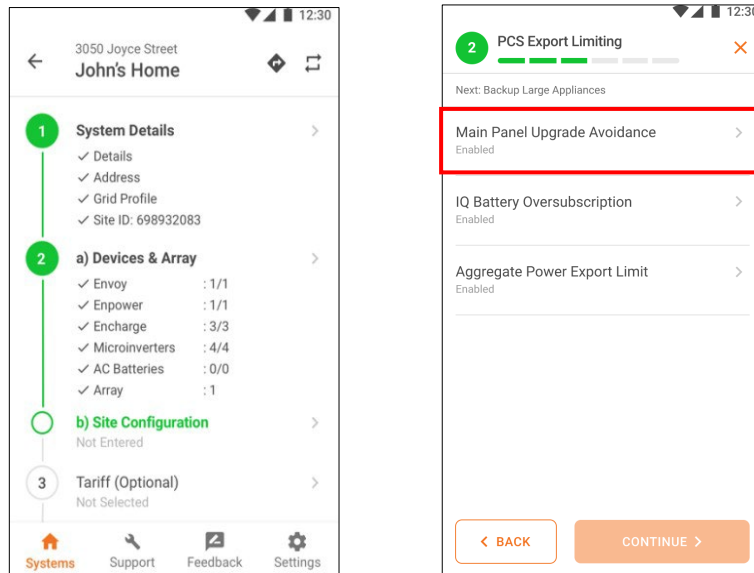 12:30
3050 Joyce Street
John's Home
1
System Details
✓ Details
✓ Address
✓ Grid Profile
✓ Site ID: 698932083
2
a) Devices & Array
✓ Envoy : 1/1
✓ Enpower : 1/1
✓ Encharge : 3/3
✓ Microinverters : 4/4
✓ AC Batteries : 0/0
✓ Array : 1
b) Site Configuration
Not Entered
3
Tariff (Optional)
Not Selected
Systems Support Feedback Settings
12:30
2
PCS Export Limiting
Next: Backup Large Appliances
Main Panel Upgrade Avoidance
Enabled
IQ Battery Oversubscription
Enabled
Aggregate Power Export Limit
Enabled
BACK CONTINUE